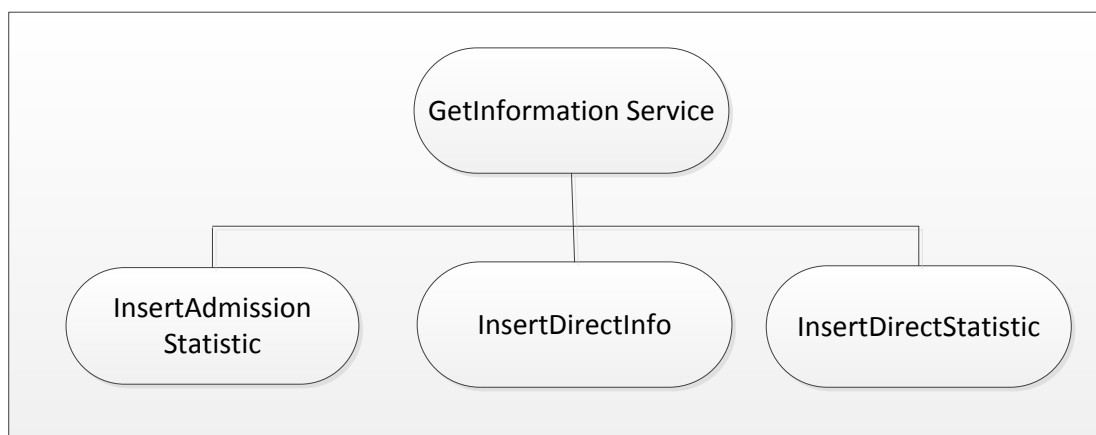 GetInformation Service
InsertAdmission
Statistic
InsertDirectInfo
InsertDirectStatistic